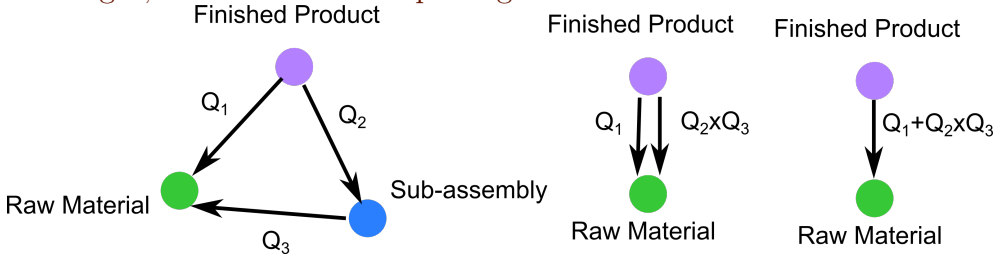 Finished Product
Q1
Q2
Raw Material
Sub-assembly
Q3
Finished Product
Q1
Q2xQ3
Raw Material
Finished Product
Q1+Q2xQ3
Raw Material